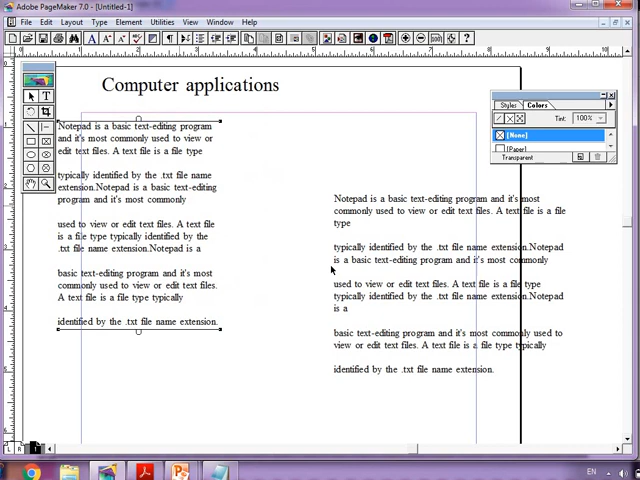 Adobe PageMaker 7.0 - [Untitled-1]
File Edit Layout Type Element Utilities View Window Help
Computer applications
Notepad is a basic text-editing program
and it's most commonly used to view or
edit text files. A text file is a file type
typically identified by the .txt file name
extension.Notepad is a basic text-editing
program and it's most commonly
used to view or edit text files. A text file
is a file type typically identified by the
.txt file name extension.Notepad is a
basic text-editing program and it's most
commonly used to view or edit text files.
A text file is a file type typically
identified by the .txt file name extension.
Notepad is a basic text-editing program and it's most
commonly used to view or edit text files. A text file is a file
type
typically identified by the .txt file name extension.Notepad
is a basic text-editing program and it's most commonly
used to view or edit text files. A text file is a file type
typically identified by the .txt file name extension.Notepad
is a
basic text-editing program and it's most commonly used to
view or edit text files. A text file is a file type typically
identified by the .txt file name extension.
Styles Colors
Tint: 100%
[None]
[Paper]
Transparent
L R 1
EN